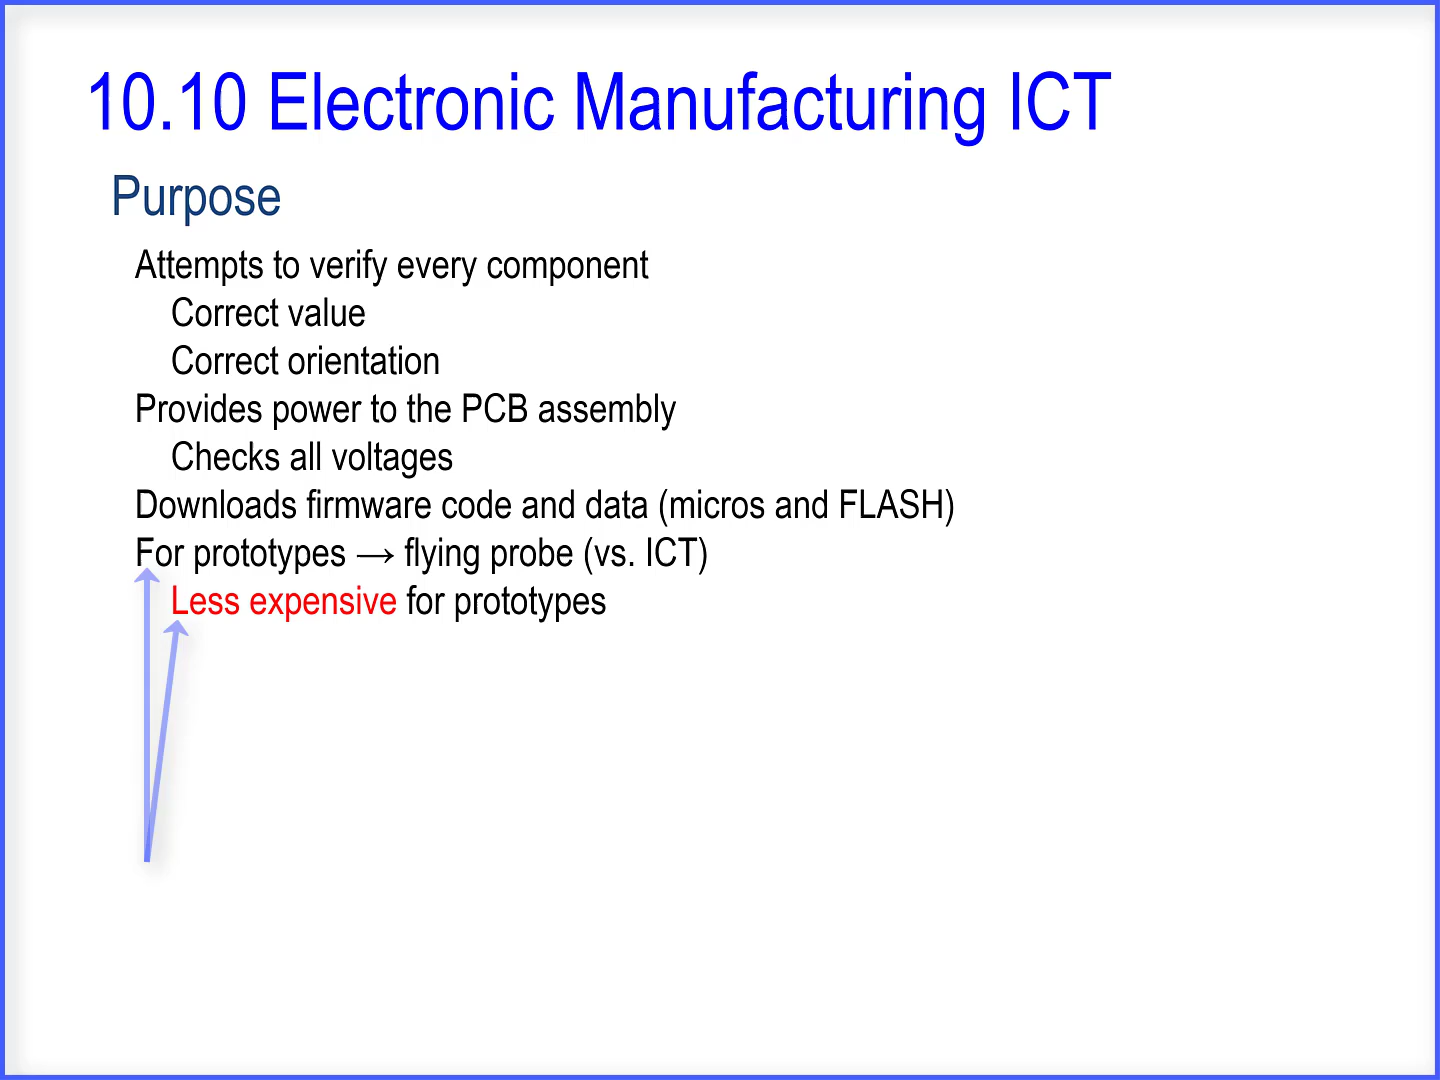 10.10 Electronic Manufacturing ICT
Purpose
Attempts to verify every component
Correct value
Correct orientation
Provides power to the PCB assembly
Checks all voltages
Downloads firmware code and data (micros and FLASH)
For prototypes → flying probe (vs. ICT)
Less expensive for prototypes